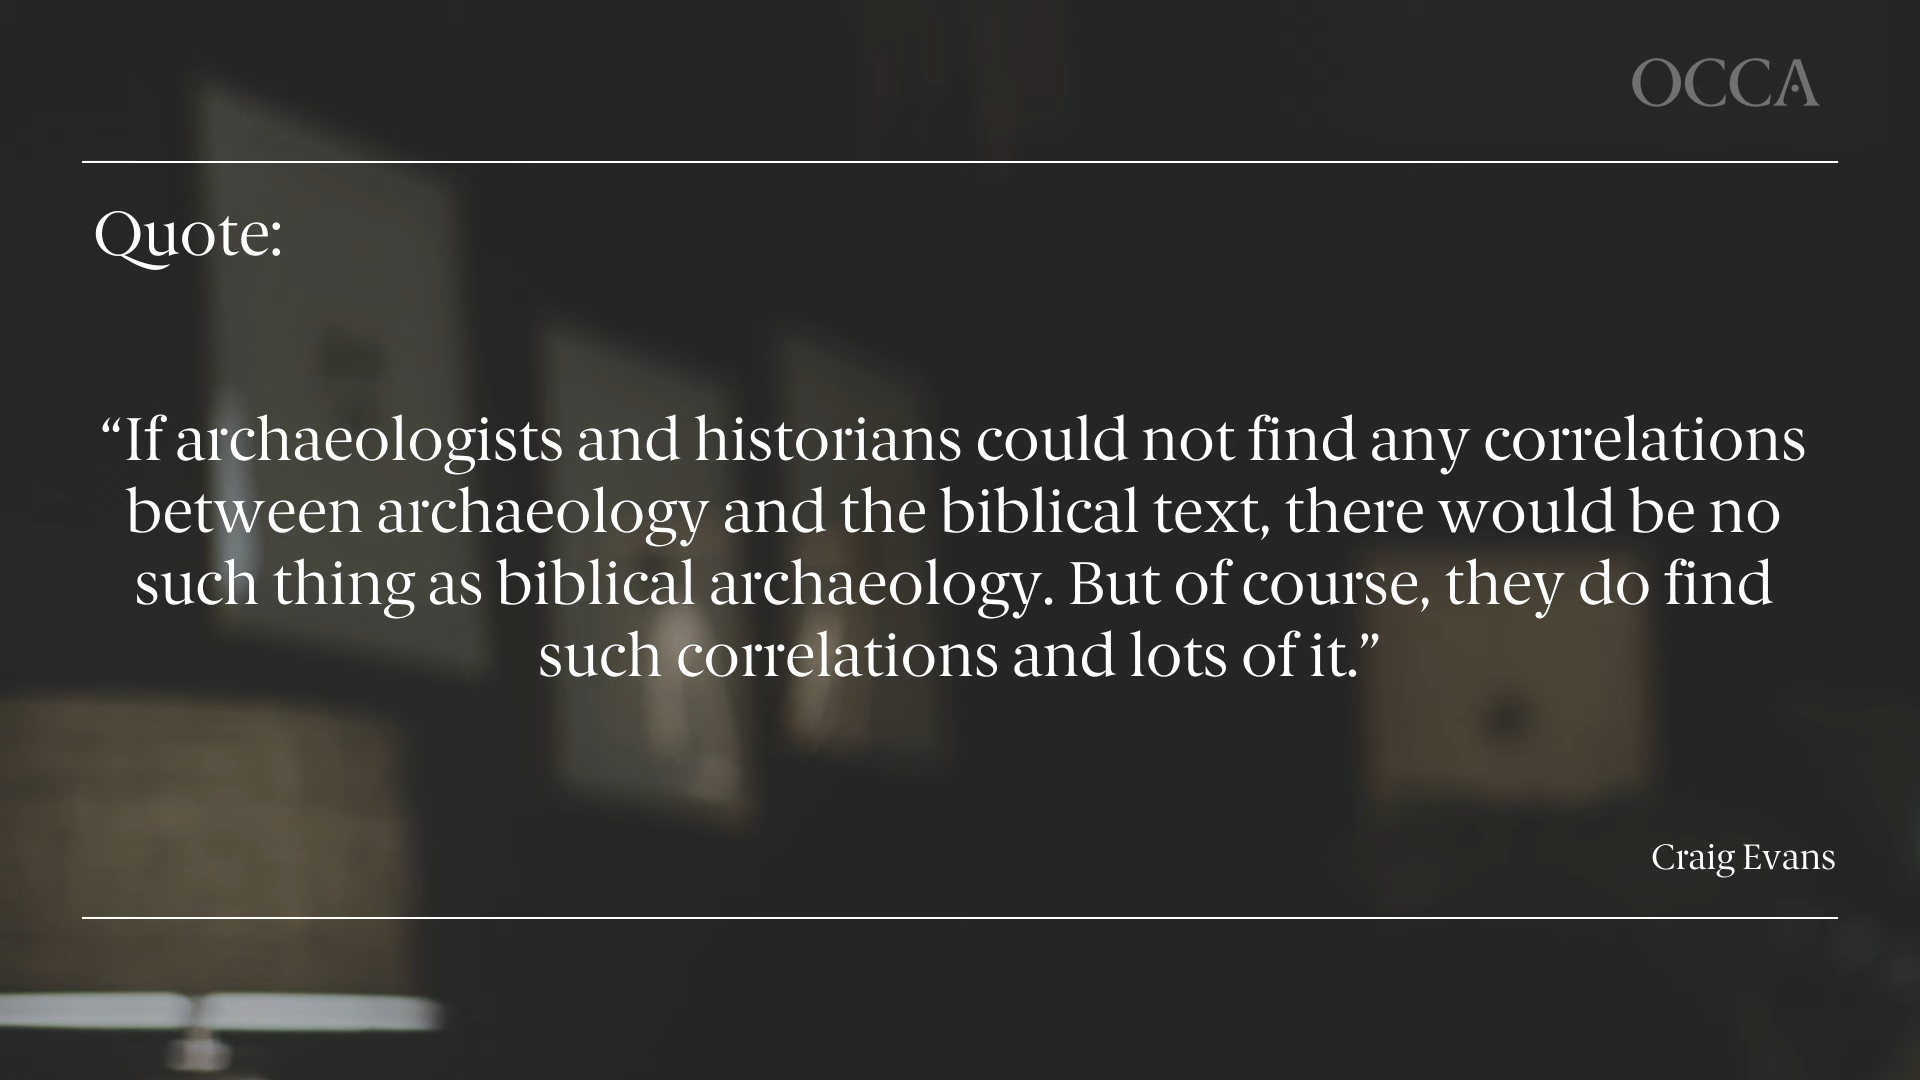 OCCA
Quote:
“If archaeologists and historians could not find any correlations
between archaeology and the biblical text, there would be no
such thing as biblical archaeology. But of course, they do find
such correlations and lots of it.”
Craig Evans